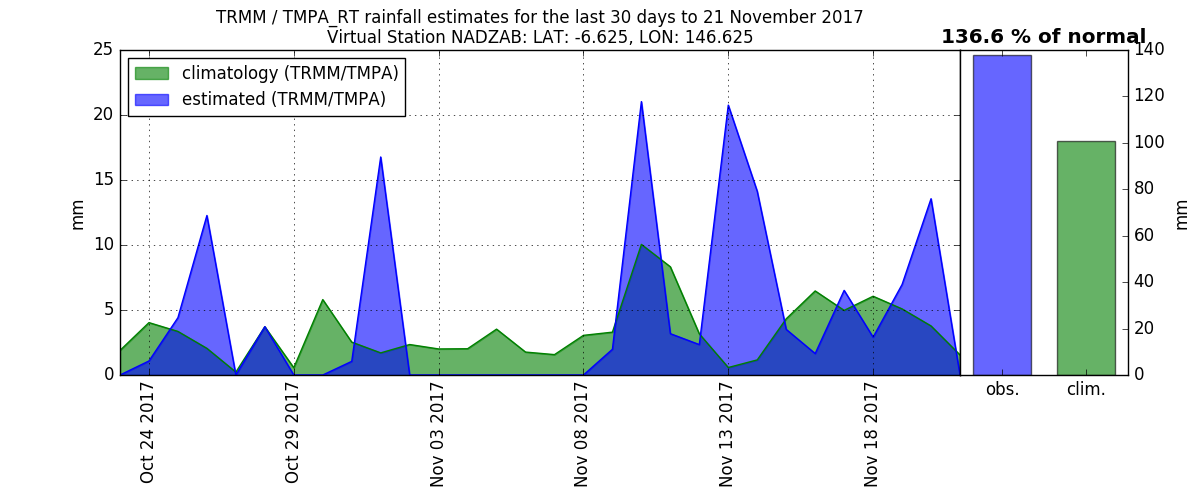 TRMM / TMPA_RT rainfall estimates for the last 30 days to 21 November 2017
Virtual Station NADZAB: LAT: -6.625, LON: 146.625
136.6 % of normal
climatology (TRMM/TMPA)
estimated (TRMM/TMPA)
25
20
15
10
5
0
mm
Oct 24 2017
Oct 29 2017
Nov 03 2017
Nov 08 2017
Nov 13 2017
Nov 18 2017
140
120
100
80
60
40
20
0
mm
obs.
clim.